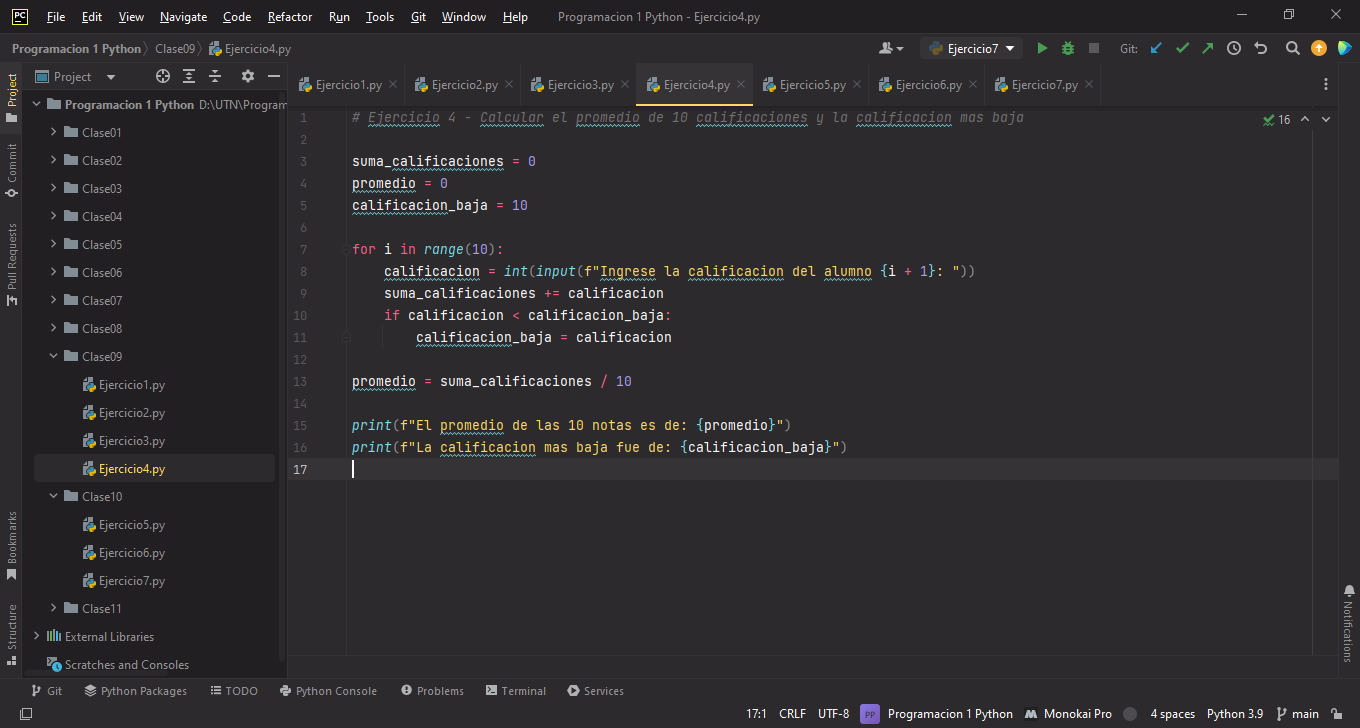 PC File Edit View Navigate Code Refactor Run Tools Git Window Help Programacion 1 Python - Ejercicio4.py
Programacion 1 Python Clase09 Ejercicio4.py Ejercicio7 Git:
Project
Ejercicio1.py Ejercicio2.py Ejercicio3.py Ejercicio4.py Ejercicio5.py Ejercicio6.py Ejercicio7.py
Project
Commit
Pull Requests
Bookmarks
Structure
Programacion 1 Python D:\UTN\Program
Clase01
Clase02
Clase03
Clase04
Clase05
Clase06
Clase07
Clase08
Clase09
Ejercicio1.py
Ejercicio2.py
Ejercicio3.py
Ejercicio4.py
Clase10
Ejercicio5.py
Ejercicio6.py
Ejercicio7.py
Clase11
External Libraries
Scratches and Consoles
1 # Ejercicio 4 - Calcular el promedio de 10 calificaciones y la calificacion mas baja
16
2
3 suma_calificaciones = 0
4 promedio = 0
5 calificacion_baja = 10
6
7 for i in range(10):
8 calificacion = int(input(f"Ingrese la calificacion del alumno {i + 1}: "))
9 suma_calificaciones += calificacion
10 if calificacion < calificacion_baja:
11 calificacion_baja = calificacion
12
13 promedio = suma_calificaciones / 10
14
15 print(f"El promedio de las 10 notas es de: {promedio}")
16 print(f"La calificacion mas baja fue de: {calificacion_baja}")
17
Notifications
Git Python Packages TODO Python Console Problems Terminal Services
17:1 CRLF UTF-8 PP Programacion 1 Python Monokai Pro 4 spaces Python 3.9 main